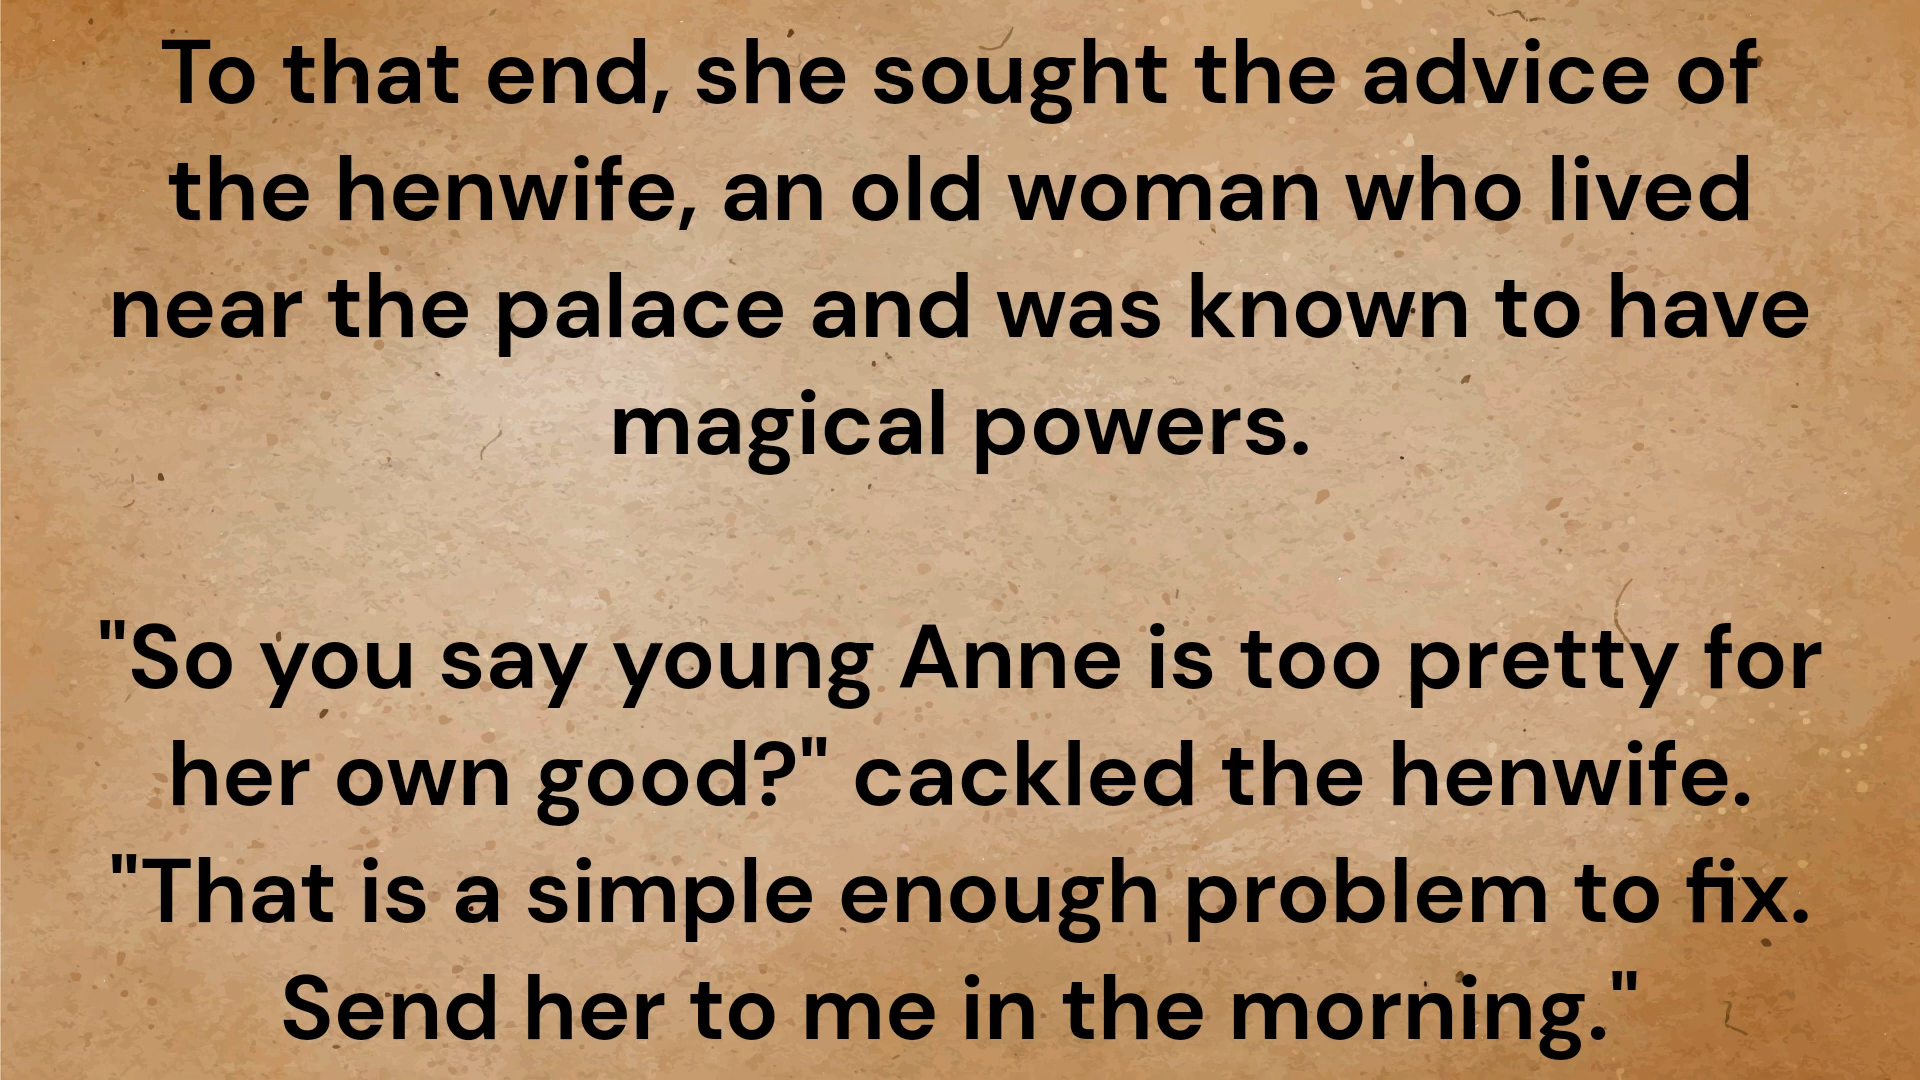 To that end, she sought the advice of
the henwife, an old woman who lived
near the palace and was known to have
magical powers.
"So you say young Anne is too pretty for
her own good?" cackled the henwife.
"That is a simple enough problem to fix.
Send her to me in the morning."